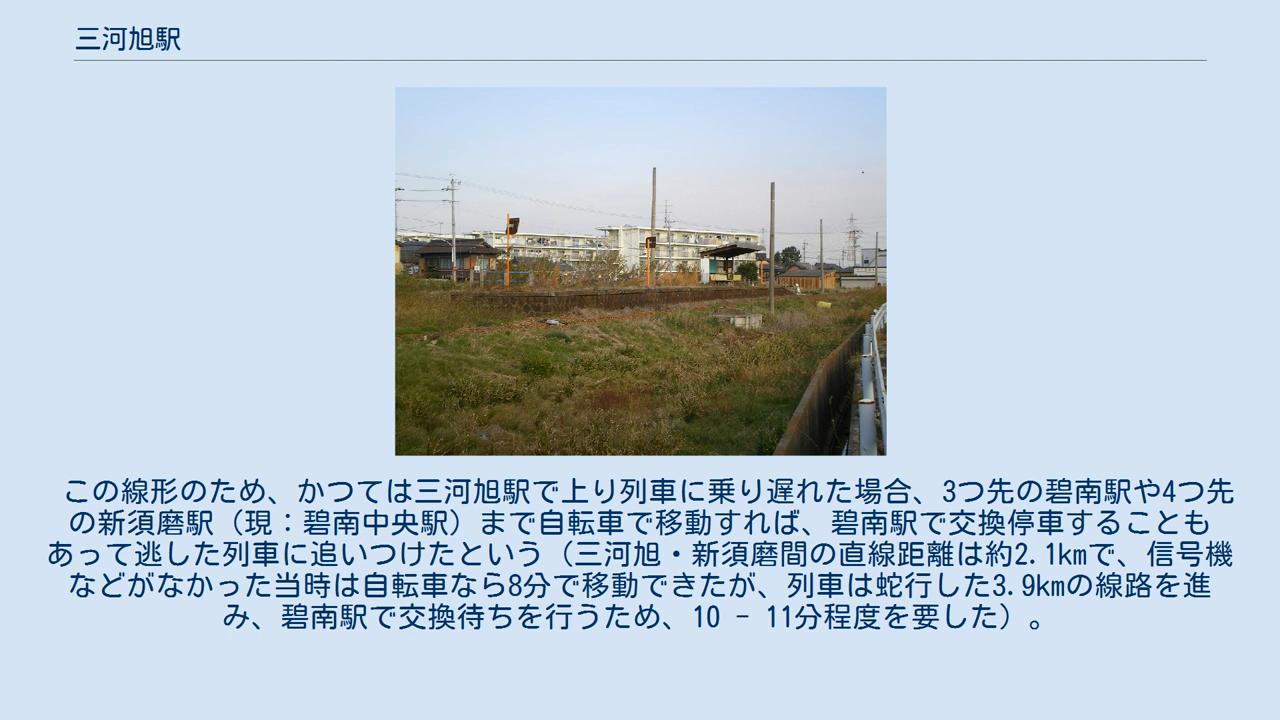 三河旭駅
この線形のため、かつては三河旭駅で上り列車に乗り遅れた場合、3つ先の碧南駅や4つ先
の新須磨駅（現：碧南中央駅）まで自転車で移動すれば、碧南駅で交換停車することも
あって逃した列車に追いつけたという（三河旭・新須磨間の直線距離は約2.1kmで、信号機
などがなかった当時は自転車なら8分で移動できたが、列車は蛇行した3.9kmの線路を進
み、碧南駅で交換待ちを行うため、10 - 11分程度を要した）。